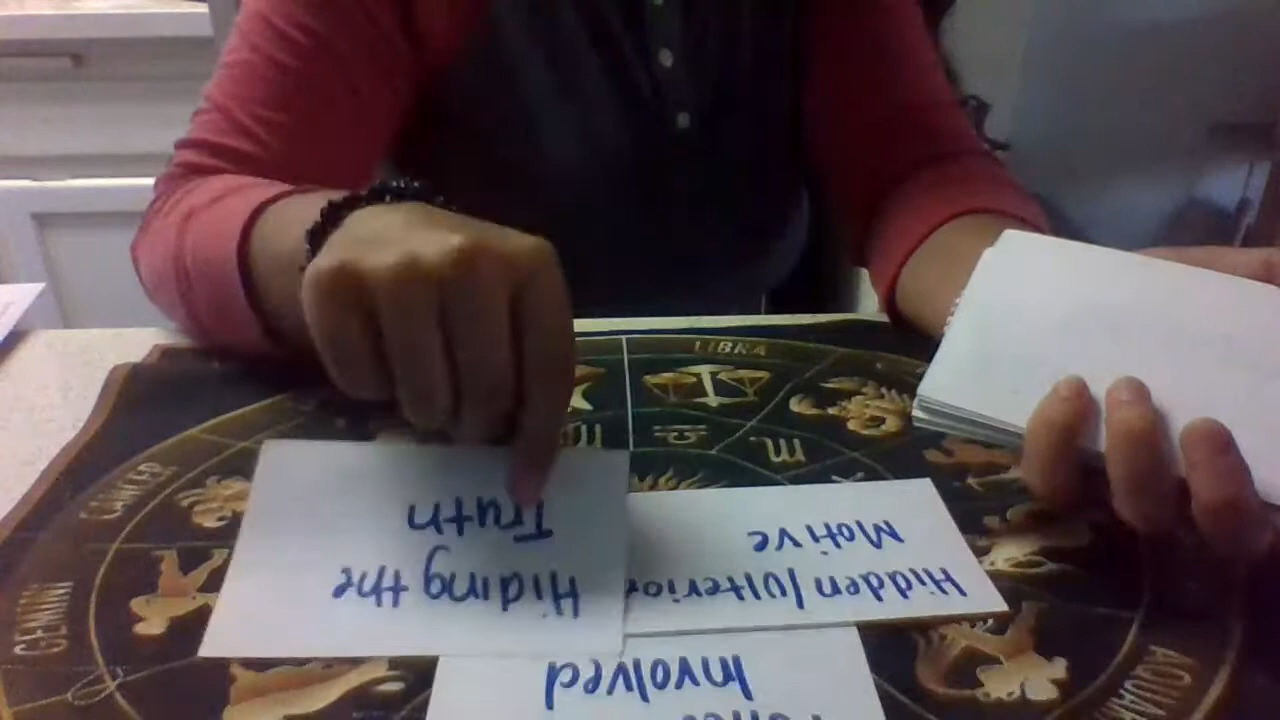 Hiding the
Truth
Hidden/Ulterior
Motive
Involved
LIBRA
CANCER
GEMINI